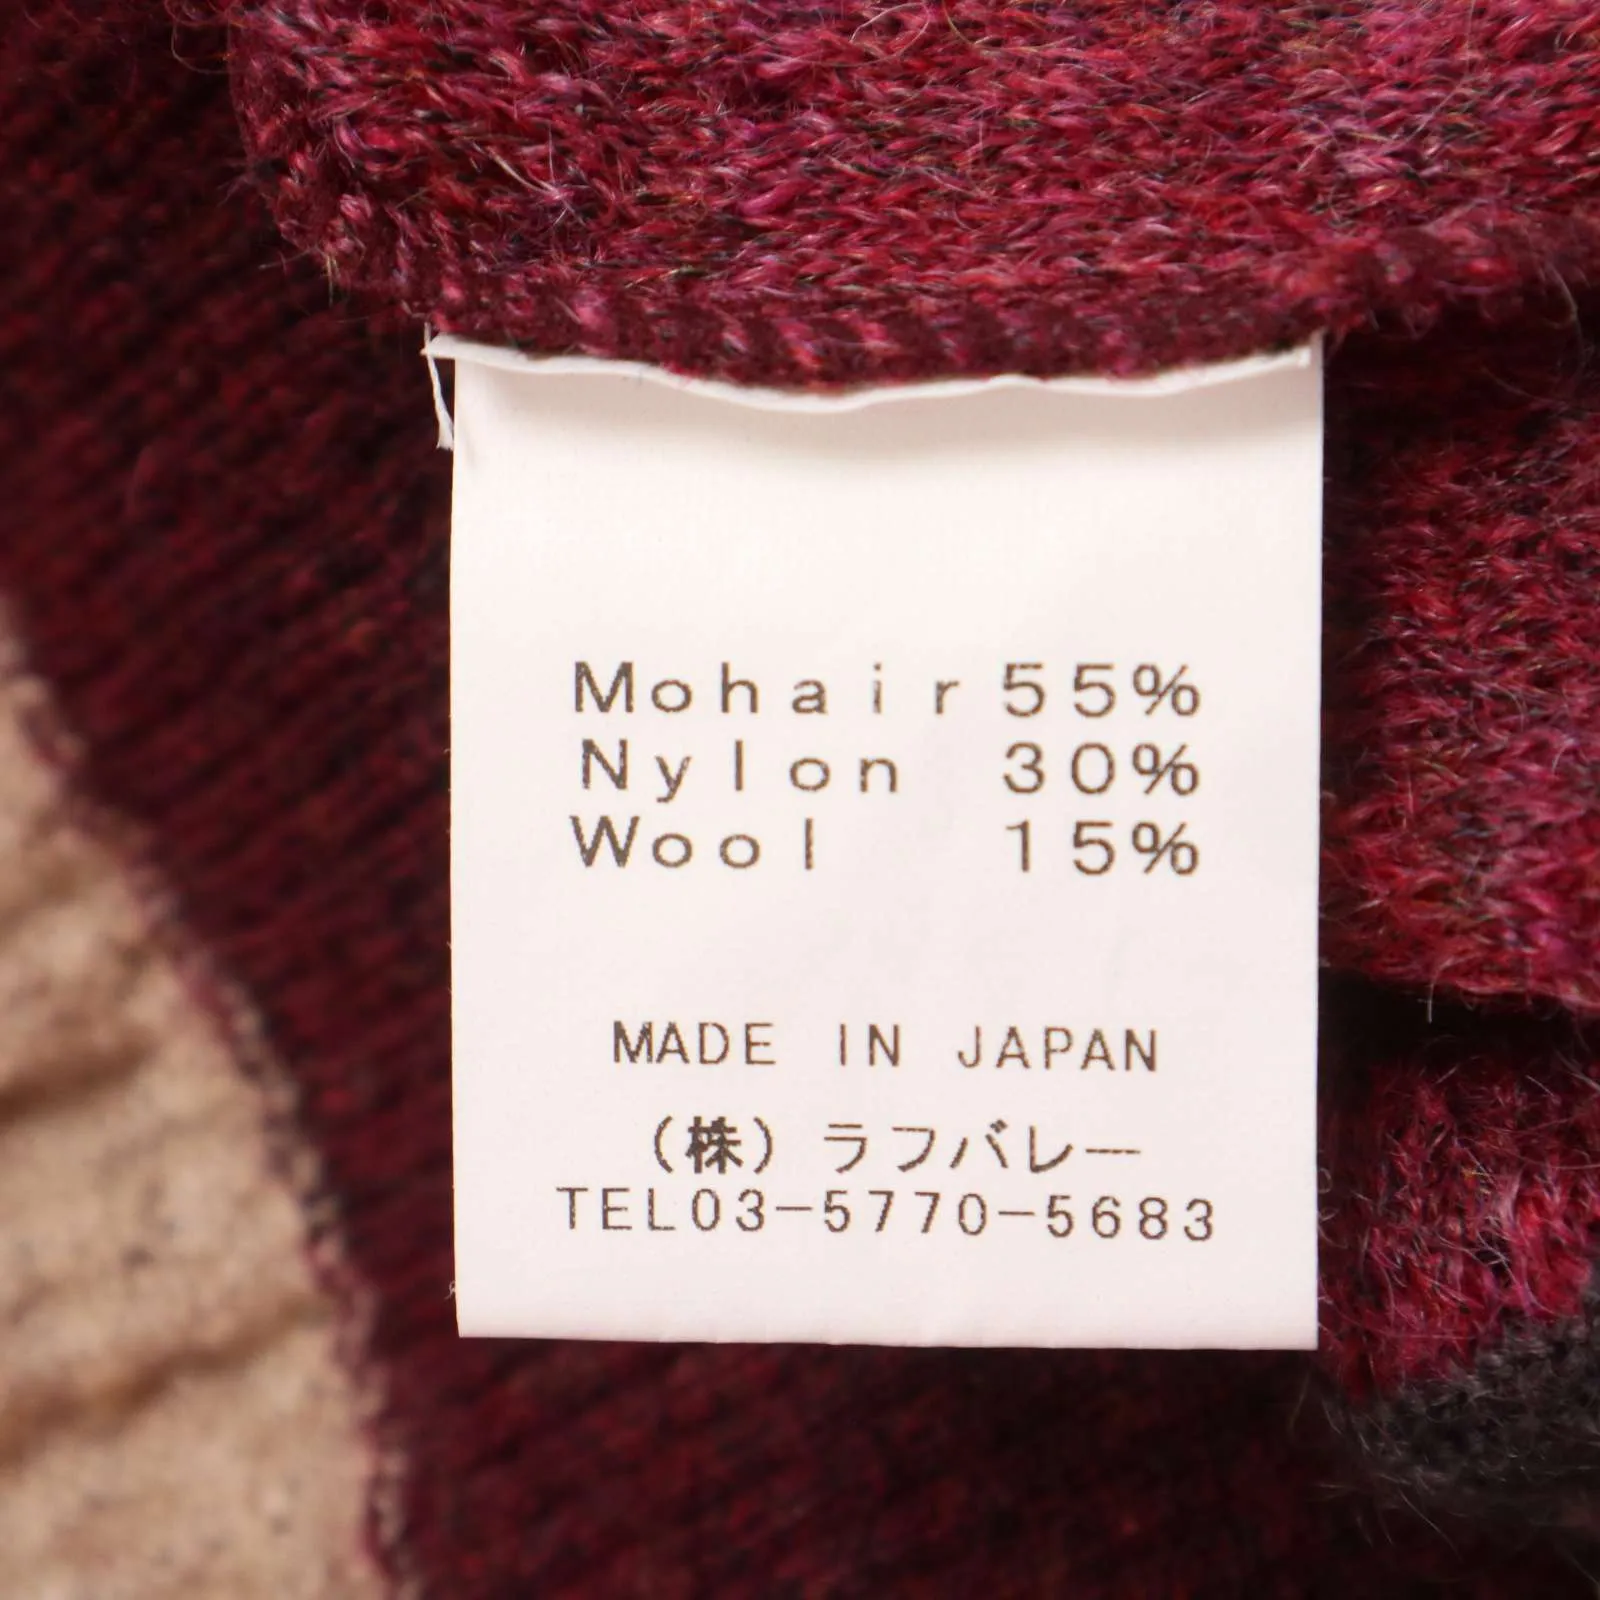 Mohair 55%
Nylon 30%
Wool 15%
MADE IN JAPAN
(株)ラフバレー
TEL03-5770-5683